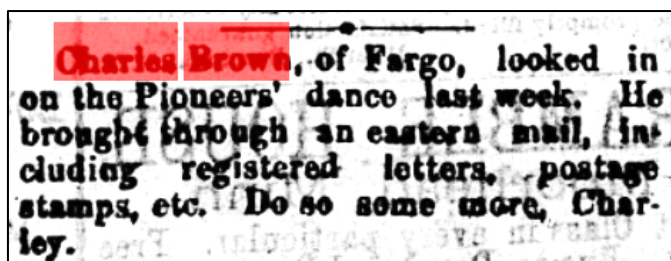 Charles Brown, of Fargo, looked in
on the Pioneers' dance last week. He
brought through an eastern mail, in-
cluding registered letters, postage
stamps, etc. Do so some more, Char-
ley.